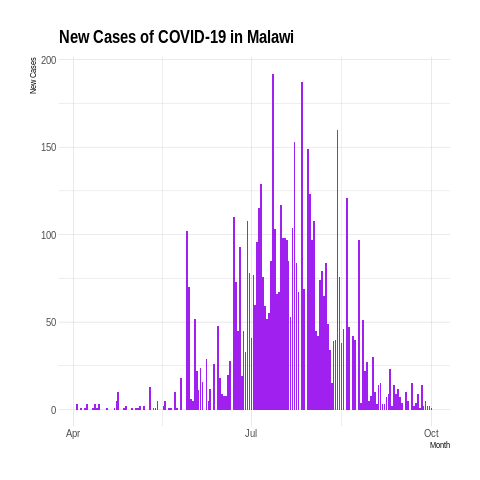 New Cases of COVID-19 in Malawi
New Cases
200
150
100
50
0
Apr
Jul
Oct
Month